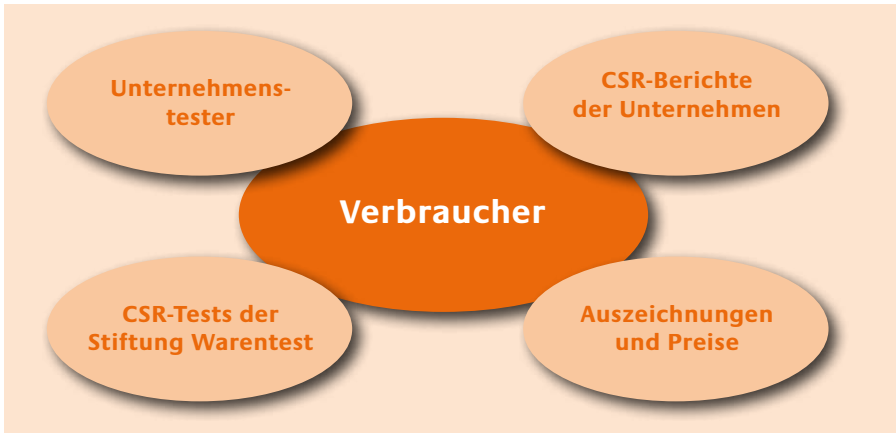 Unternehmens-
tester
CSR-Berichte
der Unternehmen
Verbraucher
CSR-Tests der
Stiftung Warentest
Auszeichnungen
und Preise